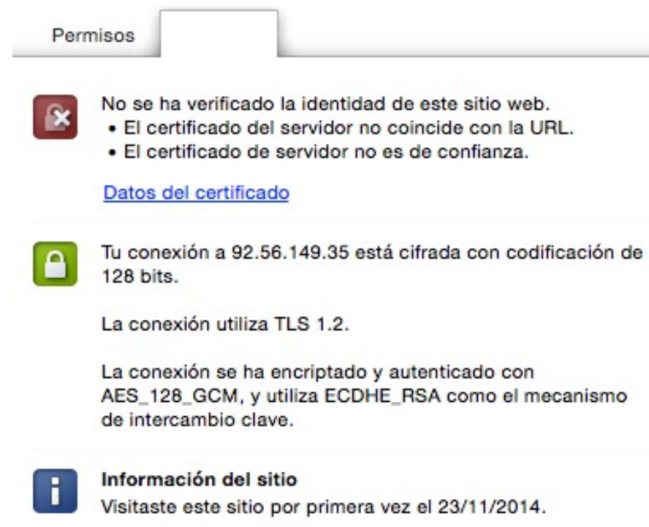 Permisos
No se ha verificado la identidad de este sitio web.
• El certificado del servidor no coincide con la URL.
• El certificado de servidor no es de confianza.
Datos del certificado
Tu conexión a 92.56.149.35 está cifrada con codificación de
128 bits.
La conexión utiliza TLS 1.2.
La conexión se ha encriptado y autenticado con
AES_128_GCM, y utiliza ECDHE_RSA como el mecanismo
de intercambio clave.
Información del sitio
Visitaste este sitio por primera vez el 23/11/2014.